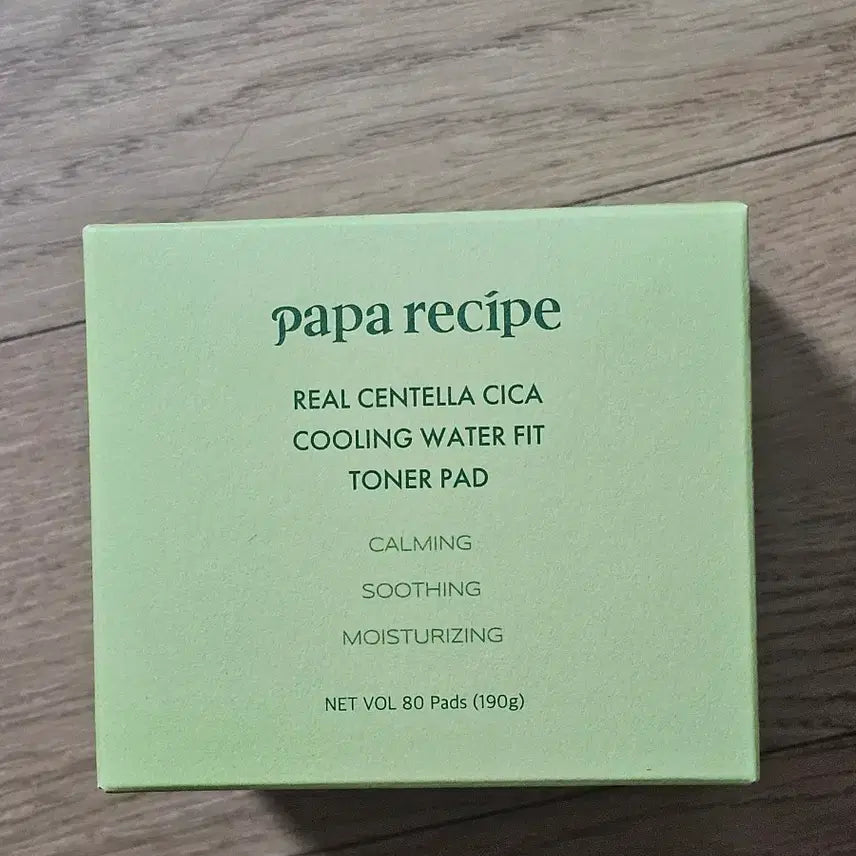 papa recipe
REAL CENTELLA CICA
COOLING WATER FIT
TONER PAD
CALMING
SOOTHING
MOISTURIZING
NET VOL 80 Pads (190g)